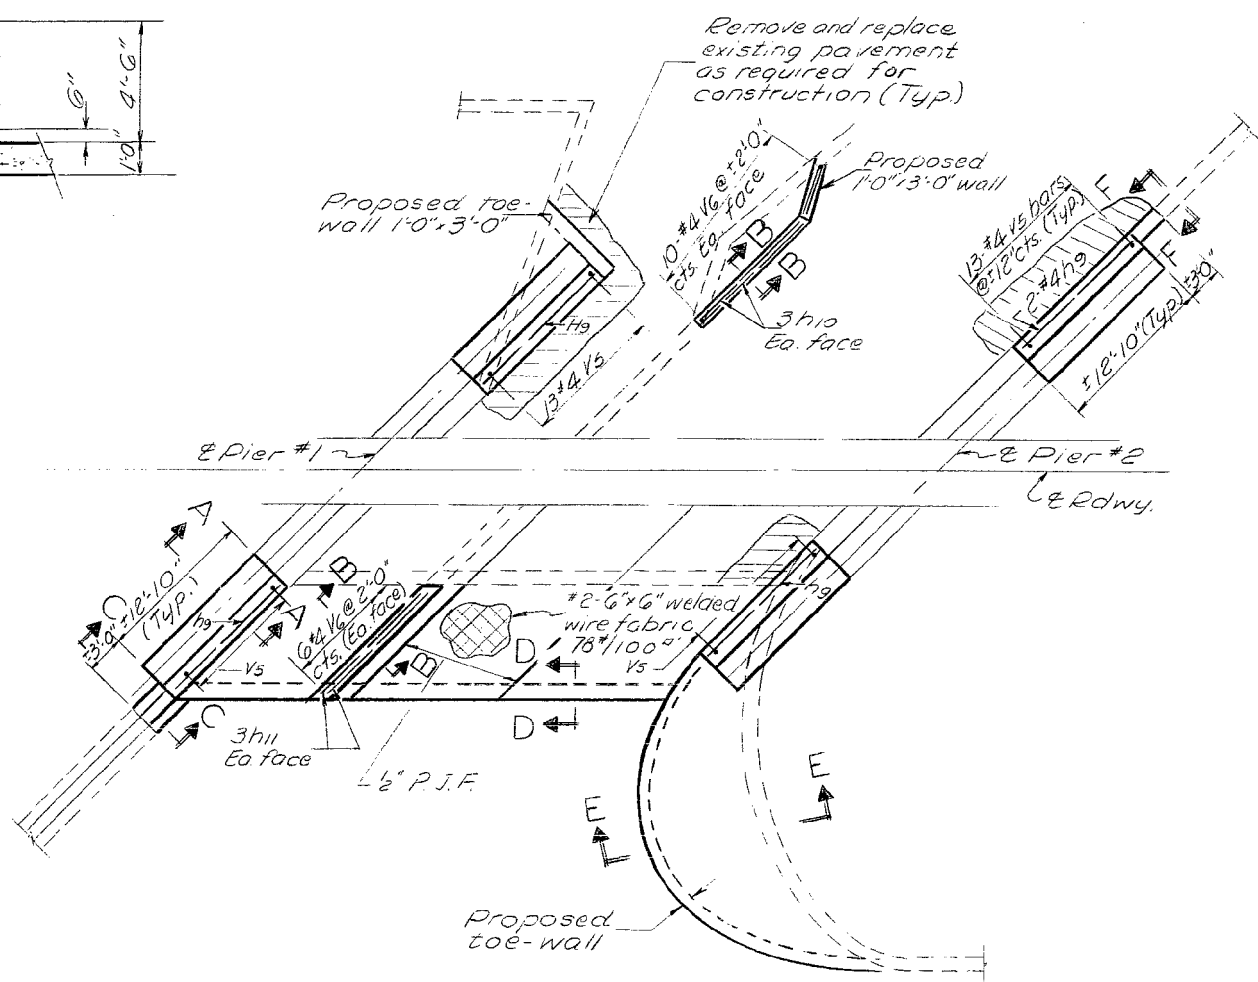 Remove and replace
existing pavement
as required for
construction (Typ.)
6"
4'-6"
1'-0"
Proposed toe-
wall 1'-0"x3'-0"
10-#4 V6 @ ±2'-0"
cts. Ea. face
Proposed
1'-0"x3'-0" wall
B
B
3 h10
Ea. face
13-#4 V5 bars
@ ±12" cts. (Typ.)
2-#4 h9
F
F
±3'-0"
±12'-10" (Typ.)
H9
13-#4 V5
℄ Pier #1
℄ Pier #2
℄ Rdwy.
A
A
±12'-10"
(Typ.)
C
±3'-0"
h9
V5
C
B
6-#4 V6 @ 2'-0"
cts. (Ea. face)
B
3 h11
Ea. face
½" P.J.F.
#2-6"x6" welded
wire fabric
78#/100 □'
V5
h9
D
D
E
E
Proposed
toe-wall